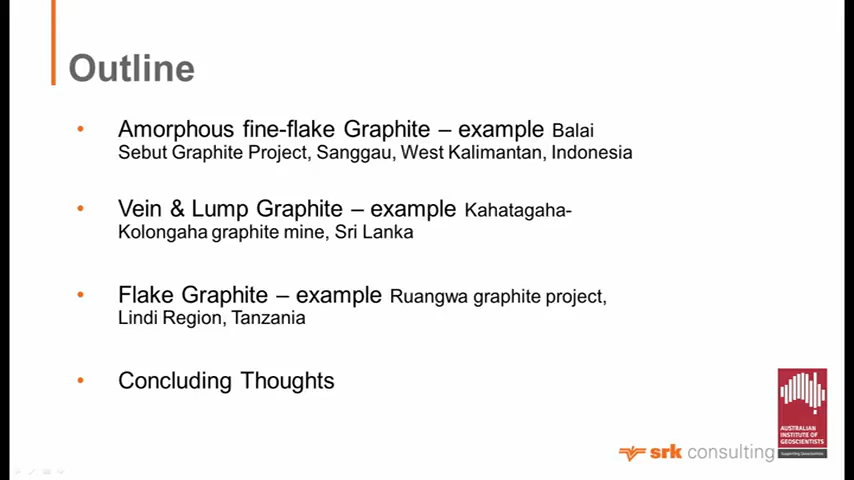 Outline
• Amorphous fine-flake Graphite – example Balai
Sebut Graphite Project, Sanggau, West Kalimantan, Indonesia
• Vein & Lump Graphite – example Kahatagaha-
Kolongaha graphite mine, Sri Lanka
• Flake Graphite – example Ruangwa graphite project,
Lindi Region, Tanzania
• Concluding Thoughts
srk consulting
AUSTRALIAN
INSTITUTE OF
GEOSCIENTISTS
Supporting Geoscientists